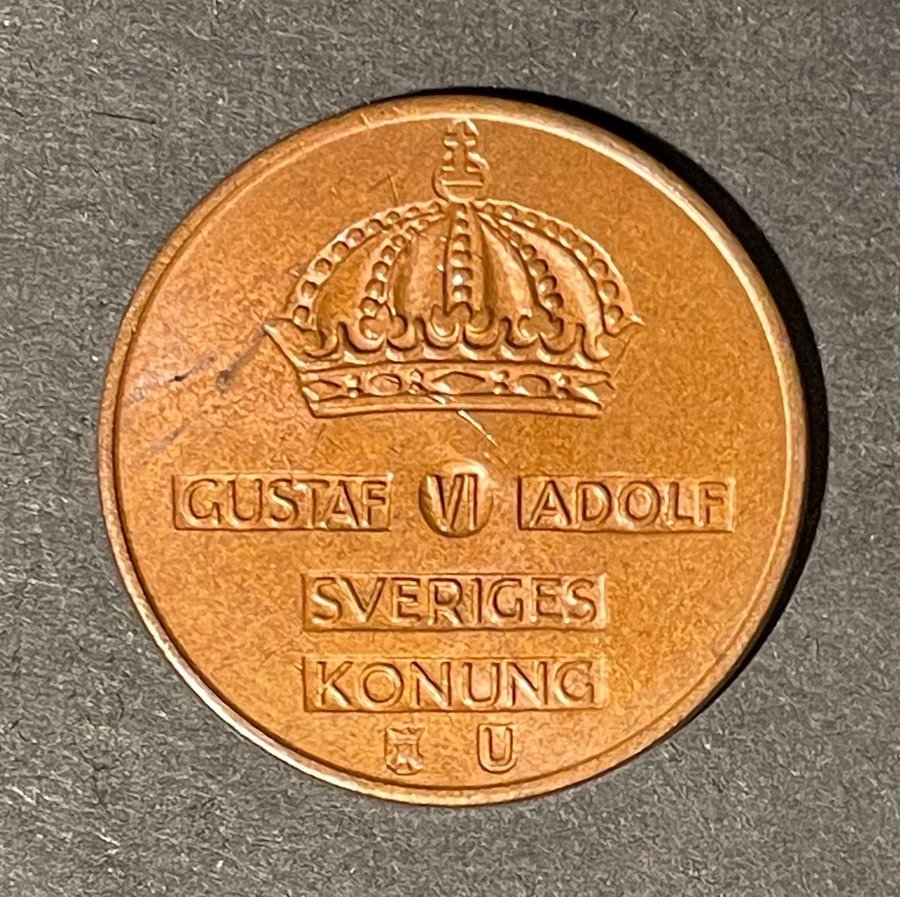 GUSTAF VI ADOLF
SVERIGES
KONUNG
U